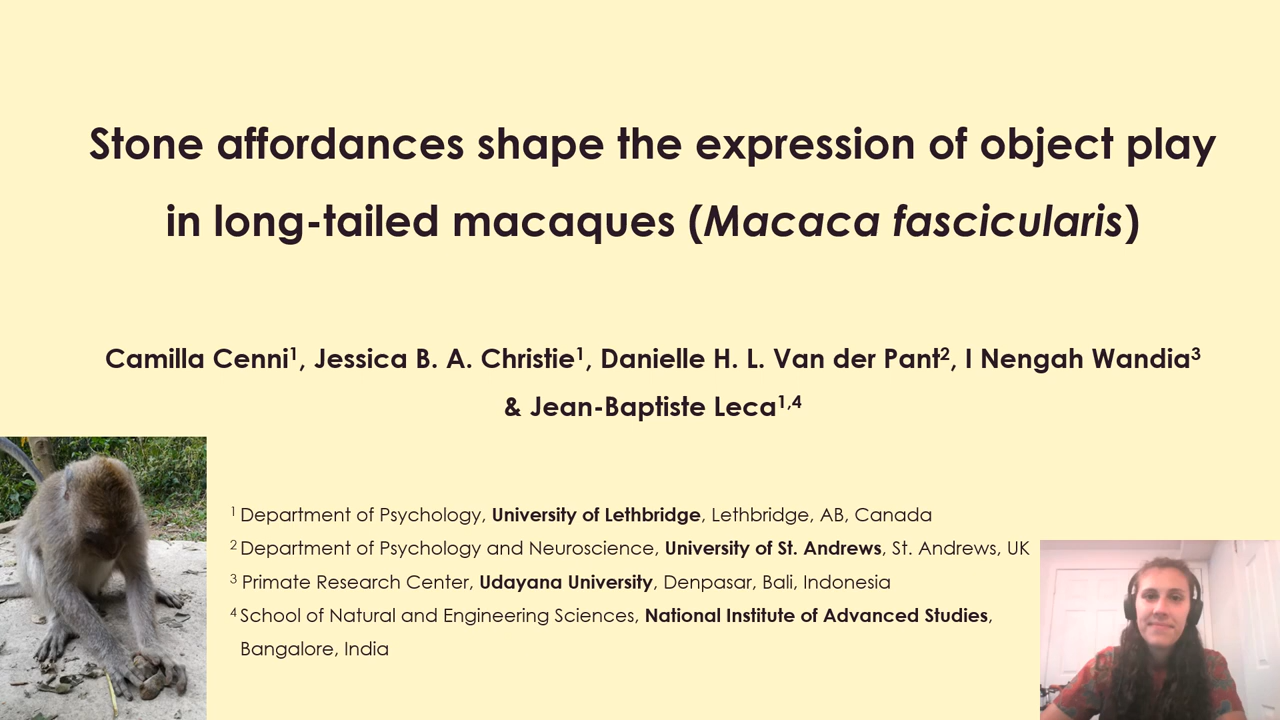 Stone affordances shape the expression of object play
in long-tailed macaques (Macaca fascicularis)
Camilla Cenni¹, Jessica B. A. Christie¹, Danielle H. L. Van der Pant², I Nengah Wandia³
& Jean-Baptiste Leca¹,⁴
¹ Department of Psychology, University of Lethbridge, Lethbridge, AB, Canada
² Department of Psychology and Neuroscience, University of St. Andrews, St. Andrews, UK
³ Primate Research Center, Udayana University, Denpasar, Bali, Indonesia
⁴ School of Natural and Engineering Sciences, National Institute of Advanced Studies,
Bangalore, India